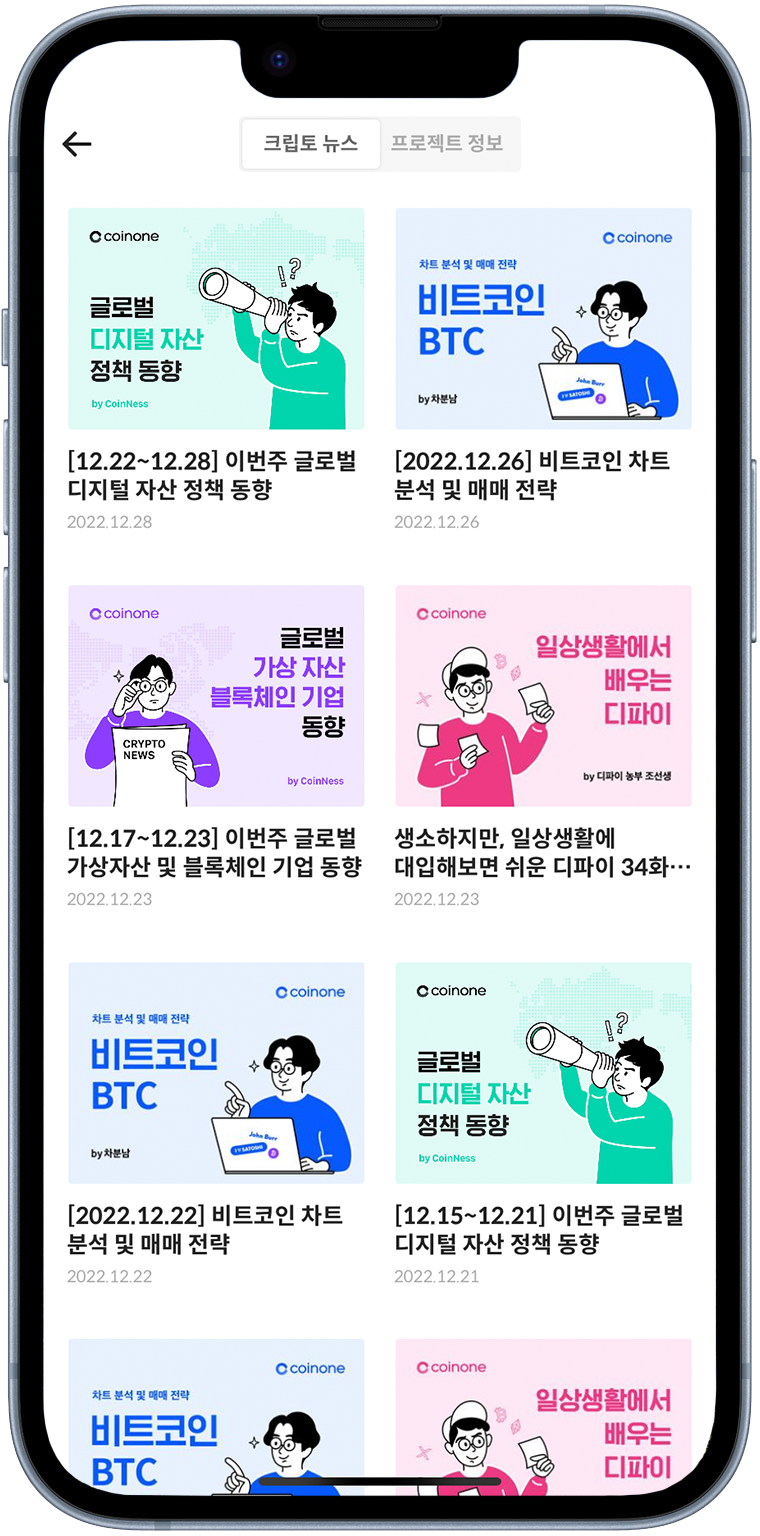 크립토 뉴스
프로젝트 정보
coinone
글로벌
디지털 자산
정책 동향
by CoinNess
[12.22~12.28] 이번주 글로벌
디지털 자산 정책 동향
2022.12.28
coinone
차트 분석 및 매매 전략
비트코인
BTC
by 차분남
John Burr
I ♥ SATOSHI
[2022.12.26] 비트코인 차트
분석 및 매매 전략
2022.12.26
coinone
글로벌
가상 자산
블록체인 기업
동향
CRYPTO
NEWS
by CoinNess
[12.17~12.23] 이번주 글로벌
가상자산 및 블록체인 기업 동향
2022.12.23
coinone
일상생활에서
배우는
디파이
by 디파이 농부 조선생
생소하지만, 일상생활에
대입해보면 쉬운 디파이 34화…
2022.12.23
coinone
차트 분석 및 매매 전략
비트코인
BTC
by 차분남
John Burr
I ♥ SATOSHI
[2022.12.22] 비트코인 차트
분석 및 매매 전략
2022.12.22
coinone
글로벌
디지털 자산
정책 동향
by CoinNess
[12.15~12.21] 이번주 글로벌
디지털 자산 정책 동향
2022.12.21
coinone
차트 분석 및 매매 전략
비트코인
BTC
coinone
일상생활에서
배우는
디파이